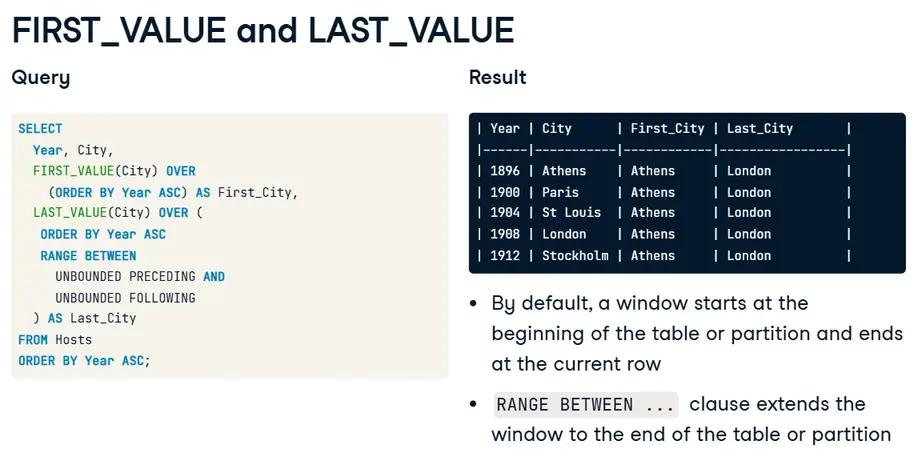 FIRST_VALUE and LAST_VALUE
Query
SELECT
Year, City,
FIRST_VALUE(City) OVER
(ORDER BY Year ASC) AS First_City,
LAST_VALUE(City) OVER (
ORDER BY Year ASC
RANGE BETWEEN
UNBOUNDED PRECEDING AND
UNBOUNDED FOLLOWING
) AS Last_City
FROM Hosts
ORDER BY Year ASC;
Result
| Year | City | First_City | Last_City |
|------|-----------|------------|-----------------|
| 1896 | Athens | Athens | London |
| 1900 | Paris | Athens | London |
| 1904 | St Louis | Athens | London |
| 1908 | London | Athens | London |
| 1912 | Stockholm | Athens | London |
• By default, a window starts at the
beginning of the table or partition and ends
at the current row
• RANGE BETWEEN ... clause extends the
window to the end of the table or partition